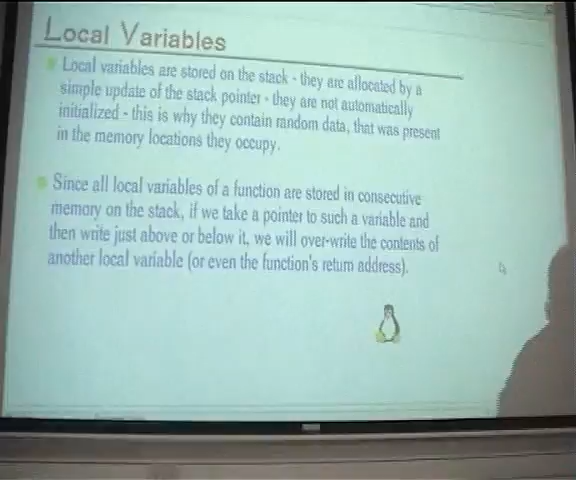 Local Variables
Local variables are stored on the stack - they are allocated by a
simple update of the stack pointer - they are not automatically
initialized - this is why they contain random data, that was present
in the memory locations they occupy.
Since all local variables of a function are stored in consecutive
memory on the stack, if we take a pointer to such a variable and
then write just above or below it, we will over-write the contents of
another local variable (or even the function's return address).